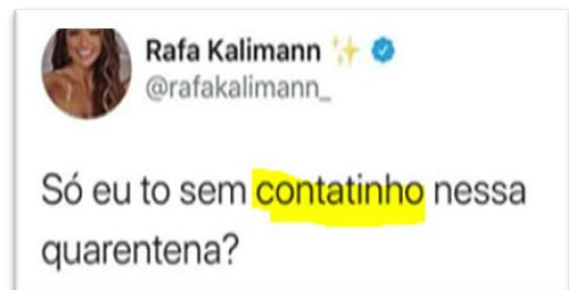 Rafa Kalimann ✨
@rafakalimann_
Só eu to sem contatinho nessa
quarentena?